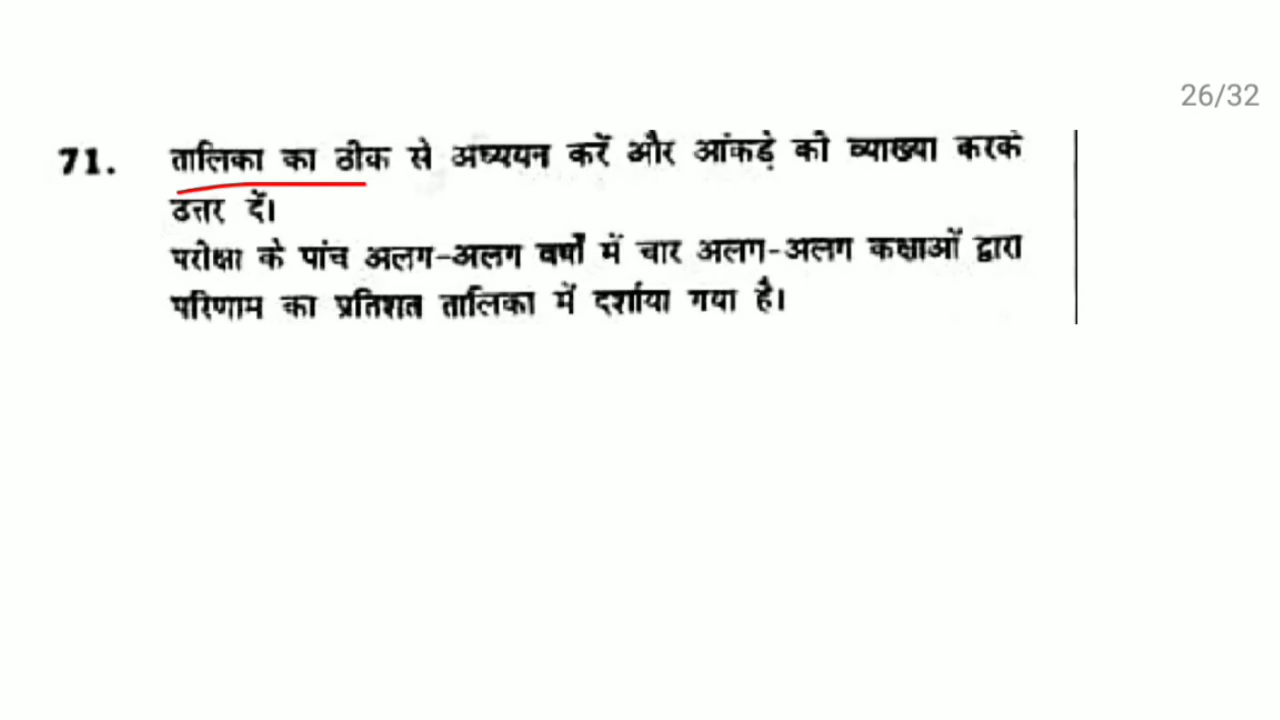 26/32
71. तालिका का ठीक से अध्ययन करें और आंकड़े की व्याख्या करके
उत्तर दें।
परीक्षा के पांच अलग-अलग वर्षों में चार अलग-अलग कक्षाओं द्वारा
परिणाम का प्रतिशत तालिका में दर्शाया गया है।